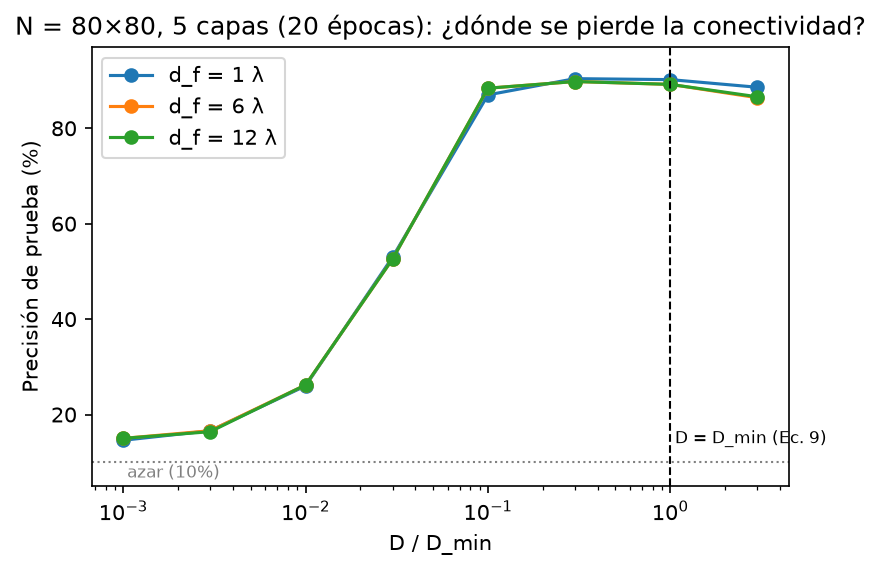 N = 80×80, 5 capas (20 épocas): ¿dónde se pierde la conectividad?
d_f = 1 λ
d_f = 6 λ
d_f = 12 λ
Precisión de prueba (%)
80
60
40
20
D = D_min (Ec. 9)
azar (10%)
10⁻³
10⁻²
10⁻¹
10⁰
D / D_min